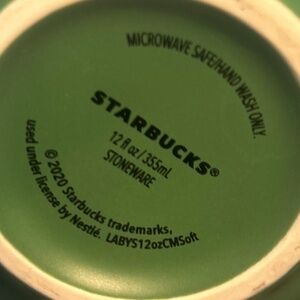 MICROWAVE SAFE/HAND WASH ONLY.
STARBUCKS®
12 fl oz/355mL
STONEWARE
© 2020 Starbucks trademarks,
used under license by Nestlé. LABYS12ozCMSoft